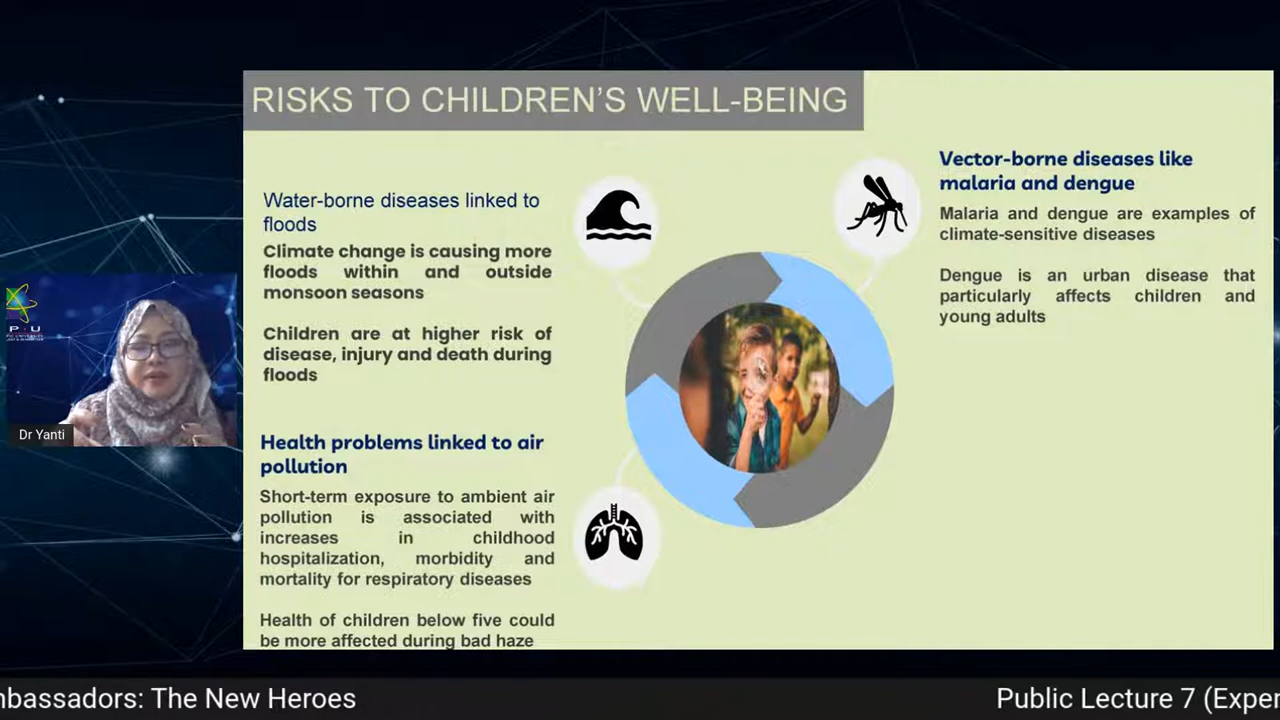 RISKS TO CHILDREN'S WELL-BEING
Water-borne diseases linked to
floods
Climate change is causing more
floods within and outside
monsoon seasons
Children are at higher risk of
disease, injury and death during
floods
Vector-borne diseases like
malaria and dengue
Malaria and dengue are examples of
climate-sensitive diseases
Dengue is an urban disease that
particularly affects children and
young adults
Health problems linked to air
pollution
Short-term exposure to ambient air
pollution is associated with
increases in childhood
hospitalization, morbidity and
mortality for respiratory diseases
Health of children below five could
be more affected during bad haze
P · U
Dr Yanti
mbassadors: The New Heroes
Public Lecture 7 (Exper